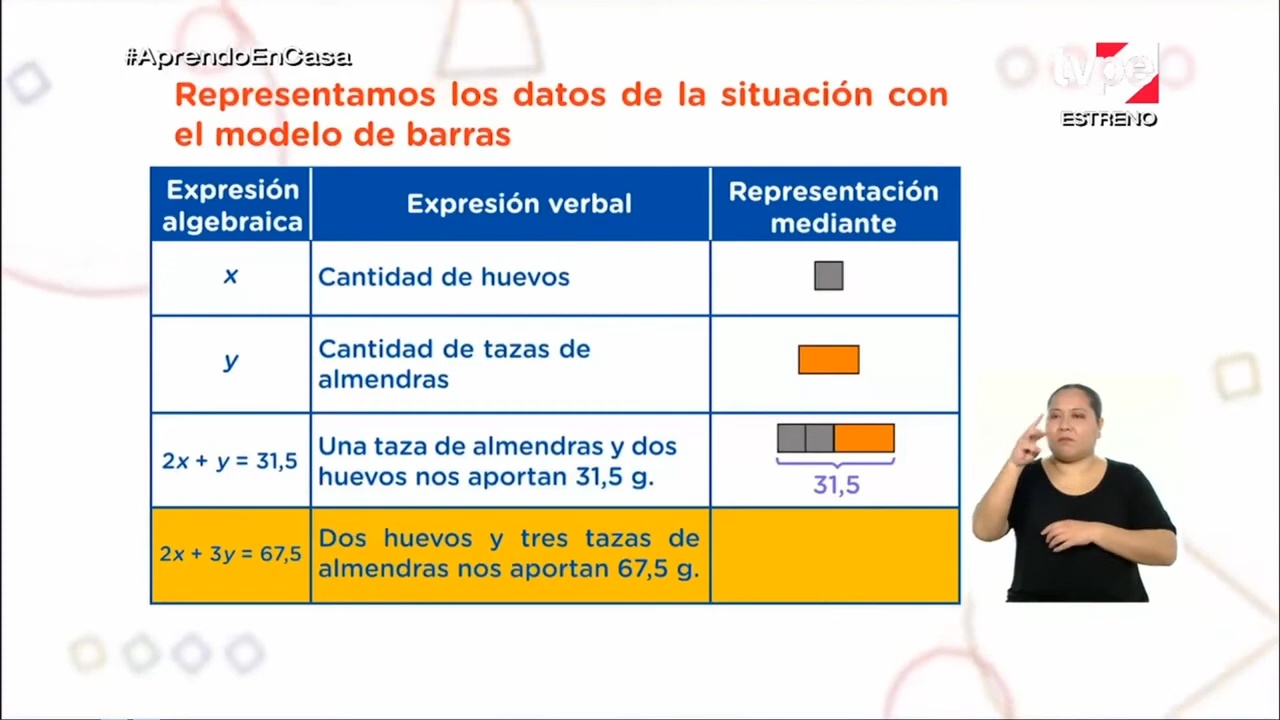 #AprendoEnCasa
tvpe
ESTRENO
Representamos los datos de la situación con
el modelo de barras
Expresión
algebraica
Expresión verbal
Representación
mediante
x
Cantidad de huevos
y
Cantidad de tazas de
almendras
2x + y = 31,5
Una taza de almendras y dos
huevos nos aportan 31,5 g.
31,5
2x + 3y = 67,5
Dos huevos y tres tazas de
almendras nos aportan 67,5 g.